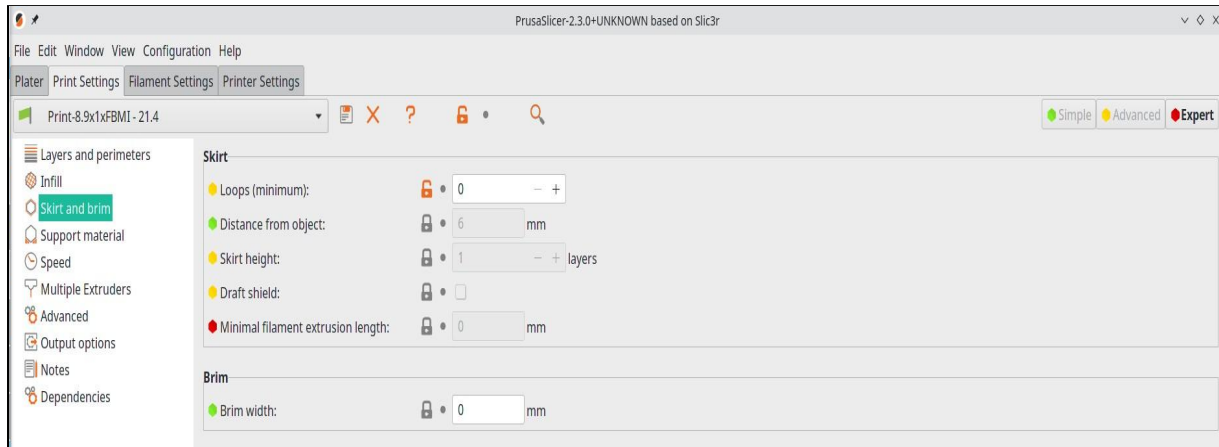 PrusaSlicer-2.3.0+UNKNOWN based on Slic3r
File Edit Window View Configuration Help
Plater Print Settings Filament Settings Printer Settings
Print-8.9x1xFBMI - 21.4 ? Simple Advanced Expert
Layers and perimeters
Infill
Skirt and brim
Support material
Speed
Multiple Extruders
Advanced
Output options
Notes
Dependencies
Skirt
Loops (minimum): 0 − +
Distance from object: 6 mm
Skirt height: 1 − + layers
Draft shield:
Minimal filament extrusion length: 0 mm
Brim
Brim width: 0 mm